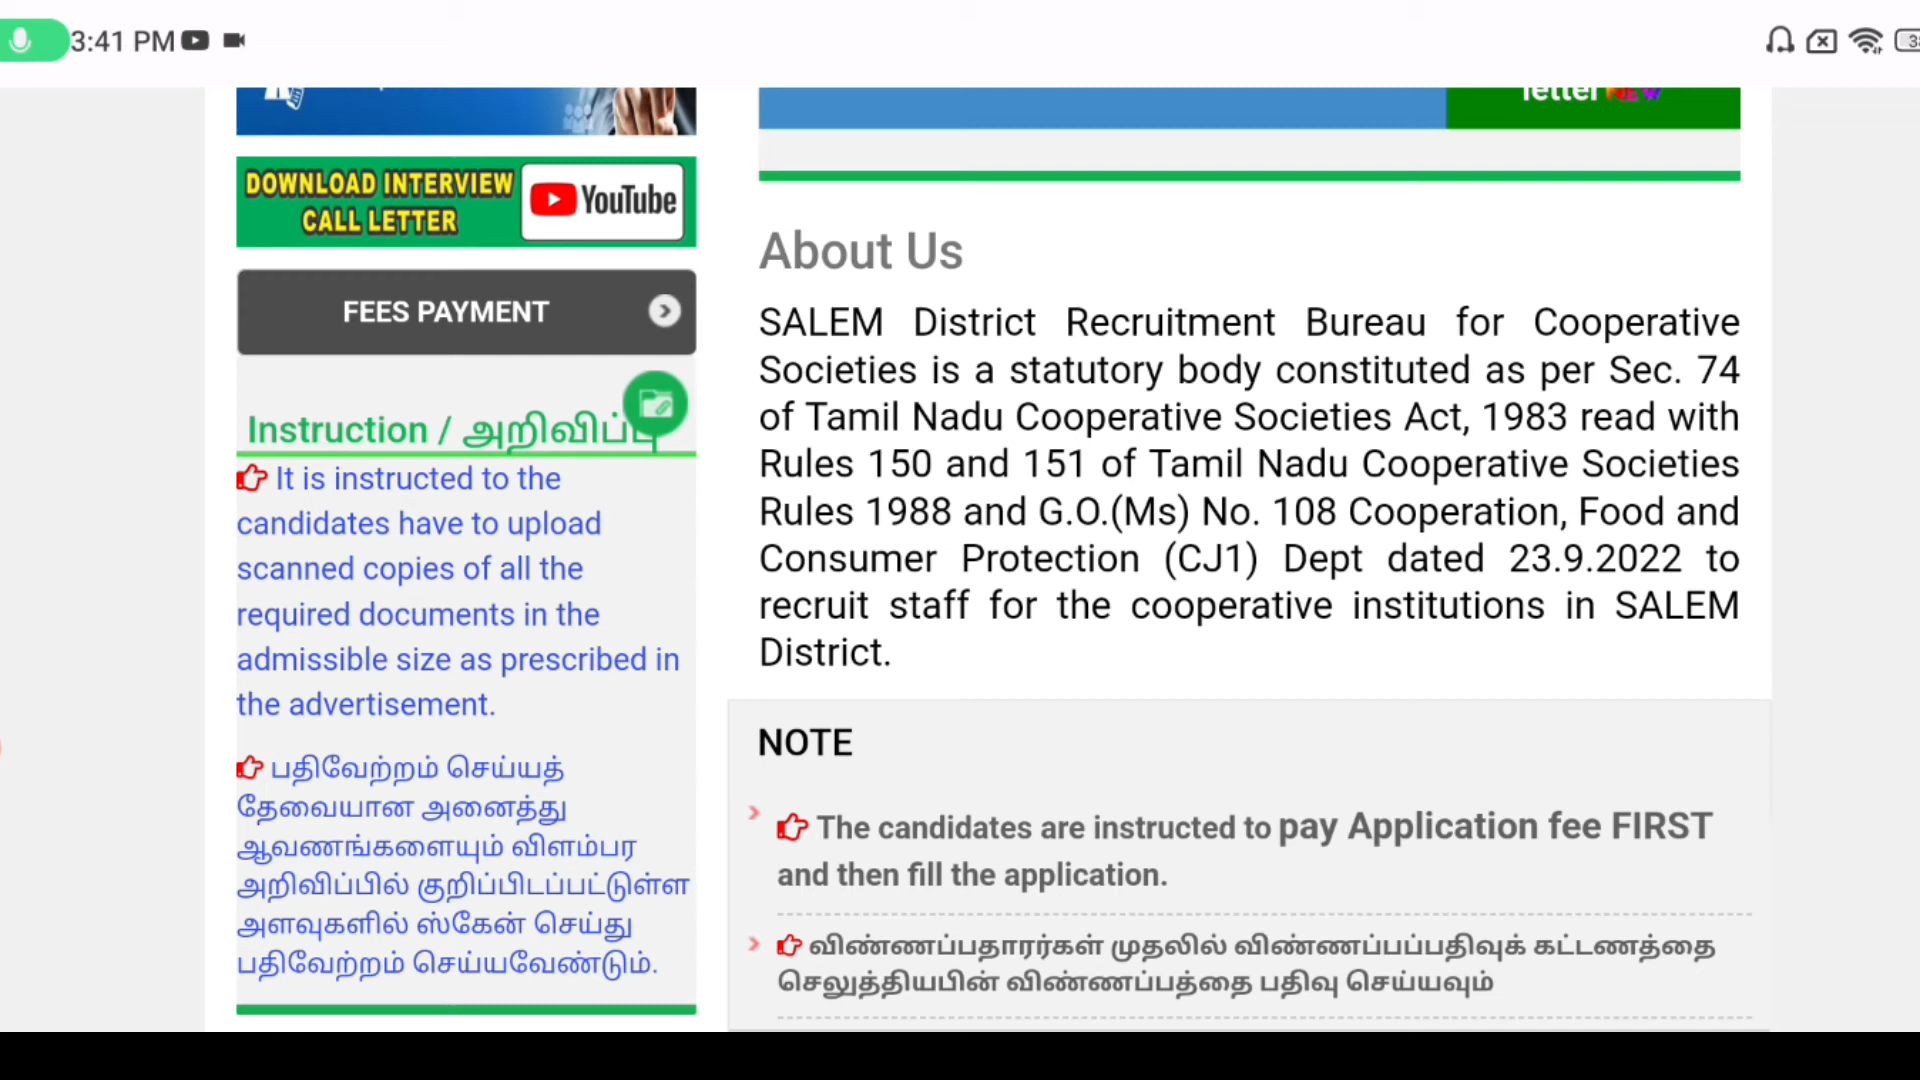 3:41 PM
letter NEW
DOWNLOAD INTERVIEW
CALL LETTER
YouTube
FEES PAYMENT
Instruction / அறிவிப்பு
It is instructed to the
candidates have to upload
scanned copies of all the
required documents in the
admissible size as prescribed in
the advertisement.
பதிவேற்றம் செய்யத்
தேவையான அனைத்து
ஆவணங்களையும் விளம்பர
அறிவிப்பில் குறிப்பிடப்பட்டுள்ள
அளவுகளில் ஸ்கேன் செய்து
பதிவேற்றம் செய்யவேண்டும்.
About Us
SALEM District Recruitment Bureau for Cooperative
Societies is a statutory body constituted as per Sec. 74
of Tamil Nadu Cooperative Societies Act, 1983 read with
Rules 150 and 151 of Tamil Nadu Cooperative Societies
Rules 1988 and G.O.(Ms) No. 108 Cooperation, Food and
Consumer Protection (CJ1) Dept dated 23.9.2022 to
recruit staff for the cooperative institutions in SALEM
District.
NOTE
The candidates are instructed to pay Application fee FIRST
and then fill the application.
விண்ணப்பதாரர்கள் முதலில் விண்ணப்பப்பதிவுக் கட்டணத்தை
செலுத்தியபின் விண்ணப்பத்தை பதிவு செய்யவும்